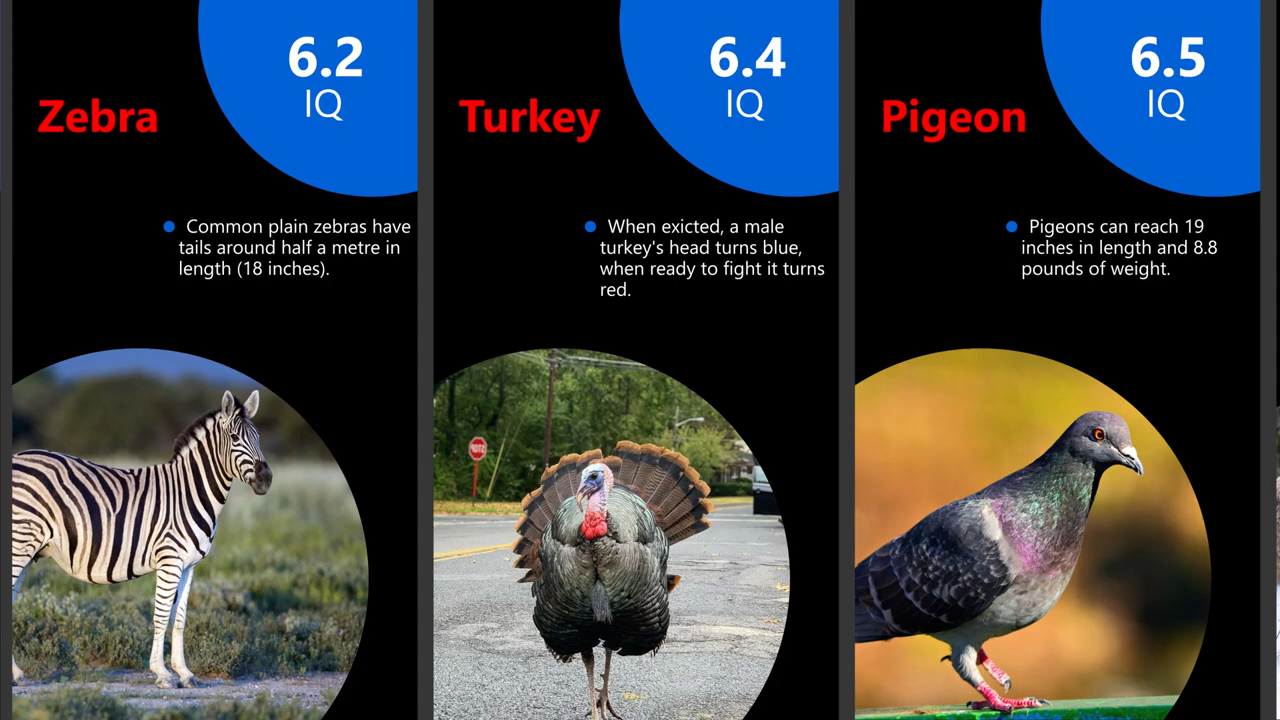 6.2
IQ
Zebra
Common plain zebras have
tails around half a metre in
length (18 inches).
6.4
IQ
Turkey
When exicted, a male
turkey's head turns blue,
when ready to fight it turns
red.
6.5
IQ
Pigeon
Pigeons can reach 19
inches in length and 8.8
pounds of weight.